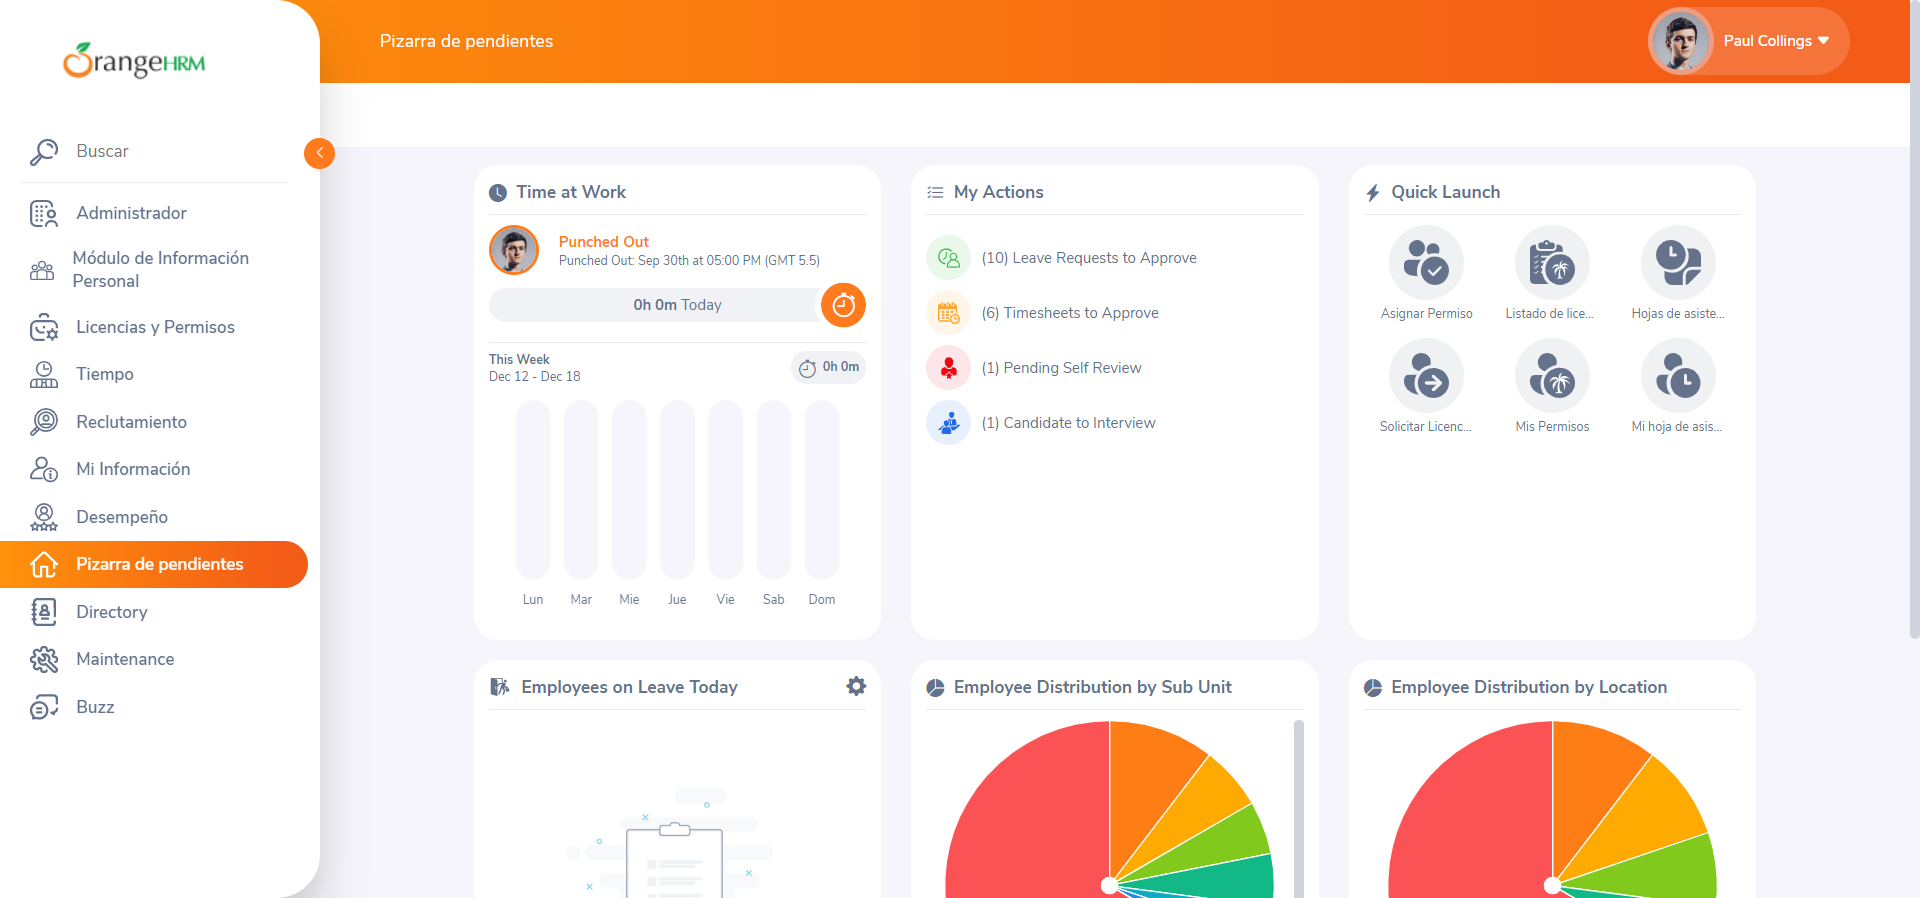 OrangeHRM
Pizarra de pendientes
Paul Collings
Buscar
Administrador
Módulo de Información
Personal
Licencias y Permisos
Tiempo
Reclutamiento
Mi Información
Desempeño
Pizarra de pendientes
Directory
Maintenance
Buzz
Time at Work
Punched Out
Punched Out: Sep 30th at 05:00 PM (GMT 5.5)
0h 0m Today
This Week
Dec 12 - Dec 18
0h 0m
Lun Mar Mie Jue Vie Sab Dom
My Actions
(10) Leave Requests to Approve
(6) Timesheets to Approve
(1) Pending Self Review
(1) Candidate to Interview
Quick Launch
Asignar Permiso
Listado de lice...
Hojas de asiste...
Solicitar Licenc...
Mis Permisos
Mi hoja de asis...
Employees on Leave Today
Employee Distribution by Sub Unit
Employee Distribution by Location